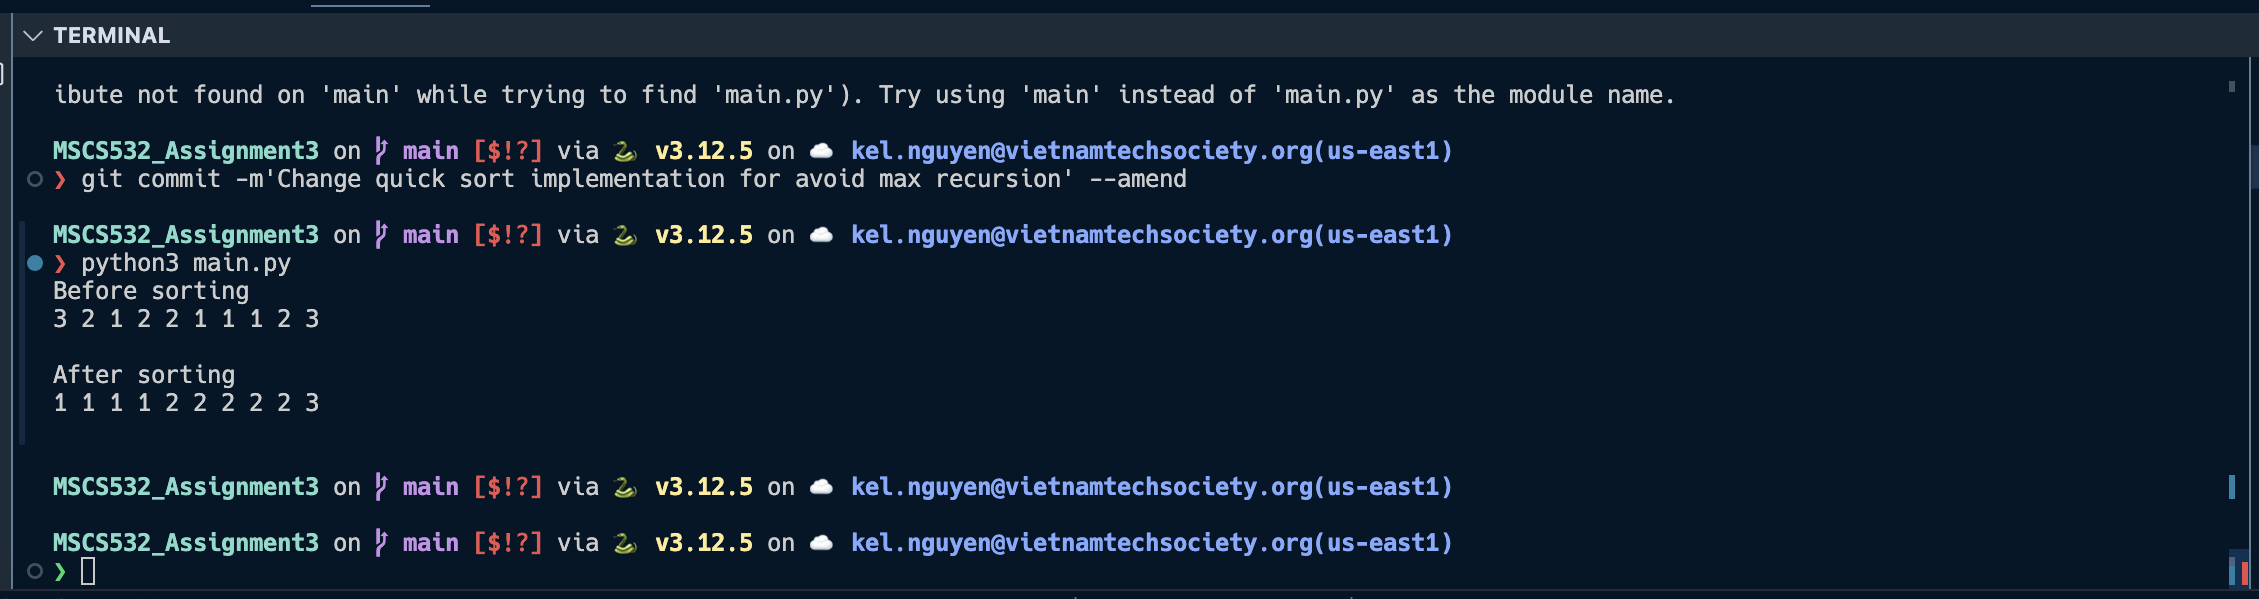 TERMINAL
ibute not found on 'main' while trying to find 'main.py'). Try using 'main' instead of 'main.py' as the module name.
MSCS532_Assignment3 on main [$!?] via 🐍 v3.12.5 on ☁️ kel.nguyen@vietnamtechsociety.org(us-east1)
❯ git commit -m'Change quick sort implementation for avoid max recursion' --amend
MSCS532_Assignment3 on main [$!?] via 🐍 v3.12.5 on ☁️ kel.nguyen@vietnamtechsociety.org(us-east1)
❯ python3 main.py
Before sorting
3 2 1 2 2 1 1 1 2 3
After sorting
1 1 1 1 2 2 2 2 2 3
MSCS532_Assignment3 on main [$!?] via 🐍 v3.12.5 on ☁️ kel.nguyen@vietnamtechsociety.org(us-east1)
MSCS532_Assignment3 on main [$!?] via 🐍 v3.12.5 on ☁️ kel.nguyen@vietnamtechsociety.org(us-east1)
❯